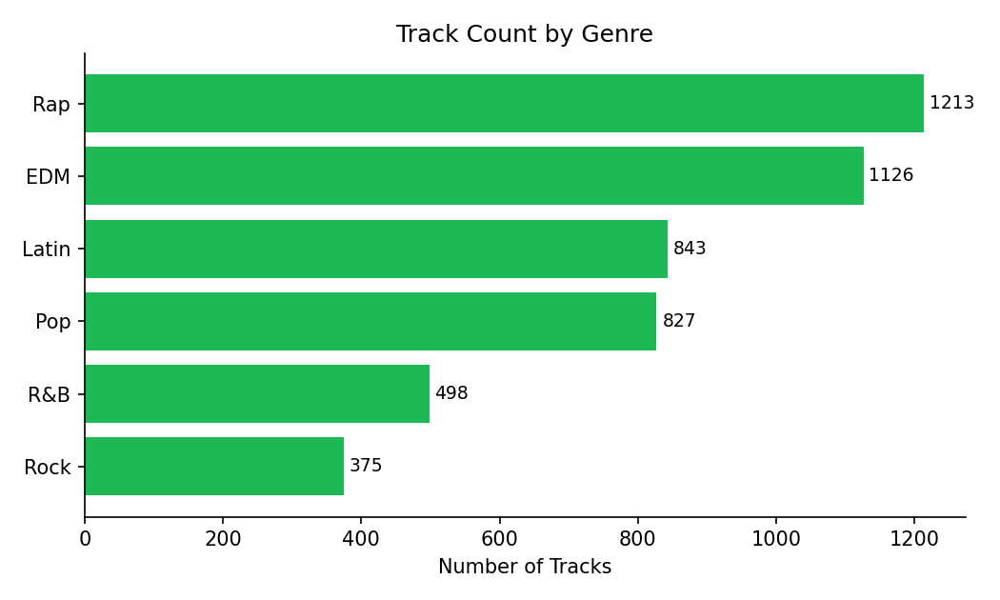 Track Count by Genre
Rap 1213
EDM 1126
Latin 843
Pop 827
R&B 498
Rock 375
0 200 400 600 800 1000 1200
Number of Tracks